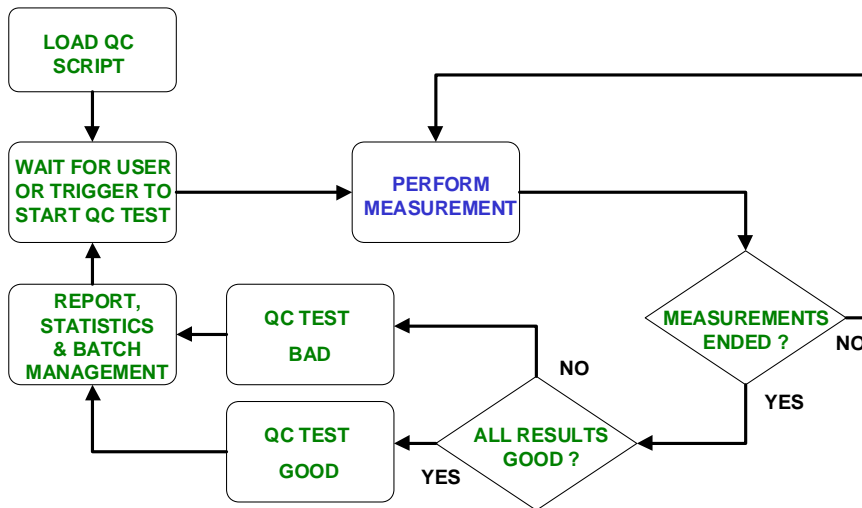 LOAD QC
SCRIPT
WAIT FOR USER
OR TRIGGER TO
START QC TEST
PERFORM
MEASUREMENT
REPORT,
STATISTICS
& BATCH
MANAGEMENT
QC TEST
BAD
MEASUREMENTS
ENDED ?
NO
NO
YES
QC TEST
GOOD
ALL RESULTS
GOOD ?
YES